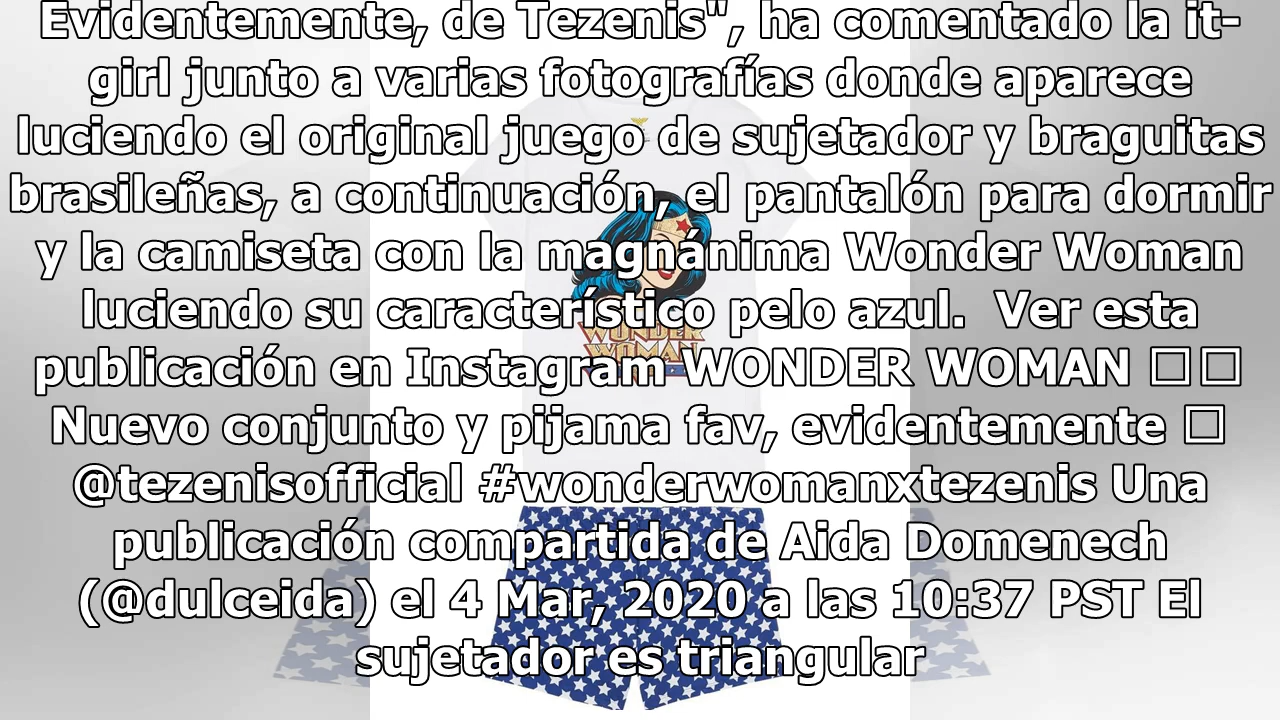 Evidentemente, de Tezenis", ha comentado la it-
girl junto a varias fotografías donde aparece
luciendo el original juego de sujetador y braguitas
brasileñas, a continuación, el pantalón para dormir
y la camiseta con la magnánima Wonder Woman
luciendo su característico pelo azul.  Ver esta
WONDER
publicación en Instagram WONDER WOMAN □□
WOMAN
Nuevo conjunto y pijama fav, evidentemente □
@tezenisofficial #wonderwomanxtezenis Una
publicación compartida de Aida Domenech
(@dulceida) el 4 Mar, 2020 a las 10:37 PST El
sujetador es triangular